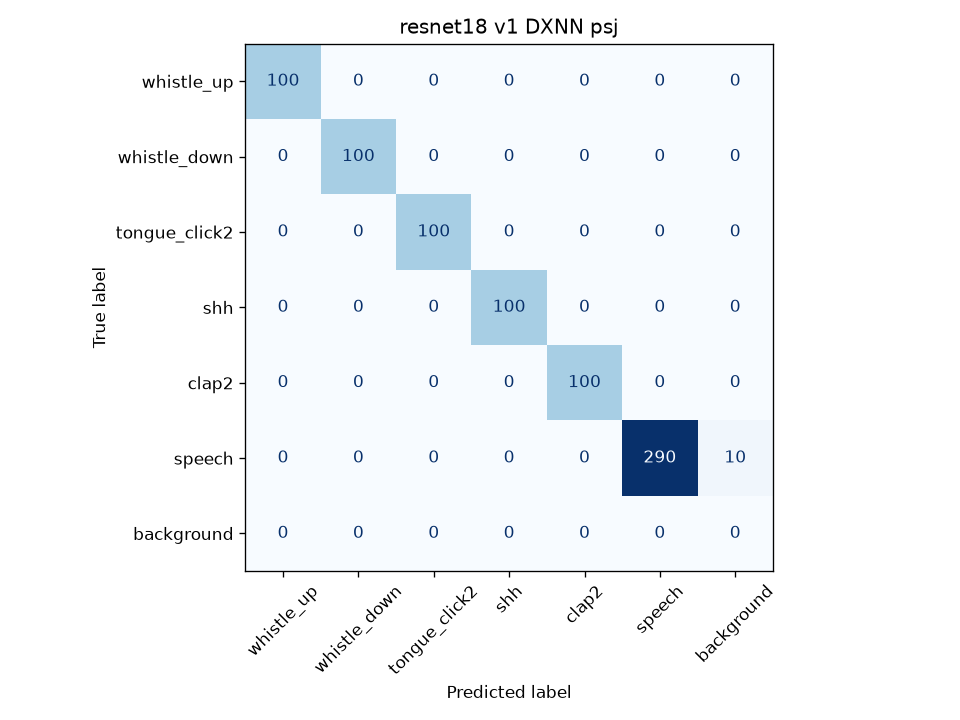 resnet18 v1 DXNN psj
whistle_up 100 0 0 0 0 0 0
whistle_down 0 100 0 0 0 0 0
tongue_click2 0 0 100 0 0 0 0
shh 0 0 0 100 0 0 0
clap2 0 0 0 0 100 0 0
speech 0 0 0 0 0 290 10
background 0 0 0 0 0 0 0
True label
whistle_up whistle_down tongue_click2 shh clap2 speech background
Predicted label